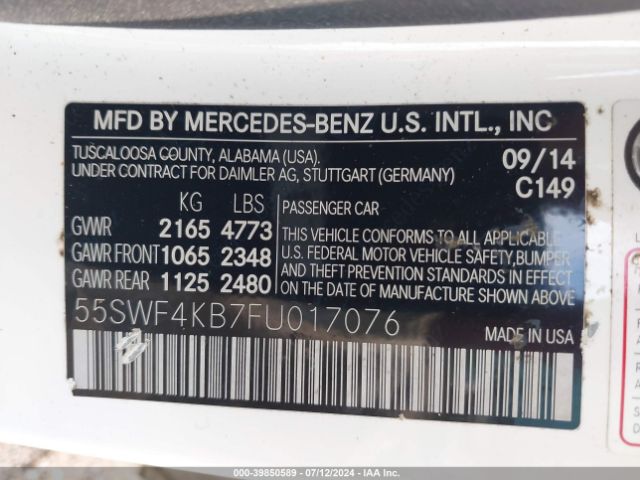 MFD BY MERCEDES-BENZ U.S. INTL., INC
TUSCALOOSA COUNTY, ALABAMA (USA).
UNDER CONTRACT FOR DAIMLER AG, STUTTGART (GERMANY)
09/14
C149
KG LBS
GVWR 2165 4773
GAWR FRONT 1065 2348
GAWR REAR 1125 2480
PASSENGER CAR
THIS VEHICLE CONFORMS TO ALL APPLICABLE
U.S. FEDERAL MOTOR VEHICLE SAFETY,BUMPER
AND THEFT PREVENTION STANDARDS IN EFFECT
ON THE DATE OF MANUFACTURE SHOWN ABOVE.
55SWF4KB7FU017076
MADE IN USA
000-39850589 - 07/12/2024 - IAA Inc.